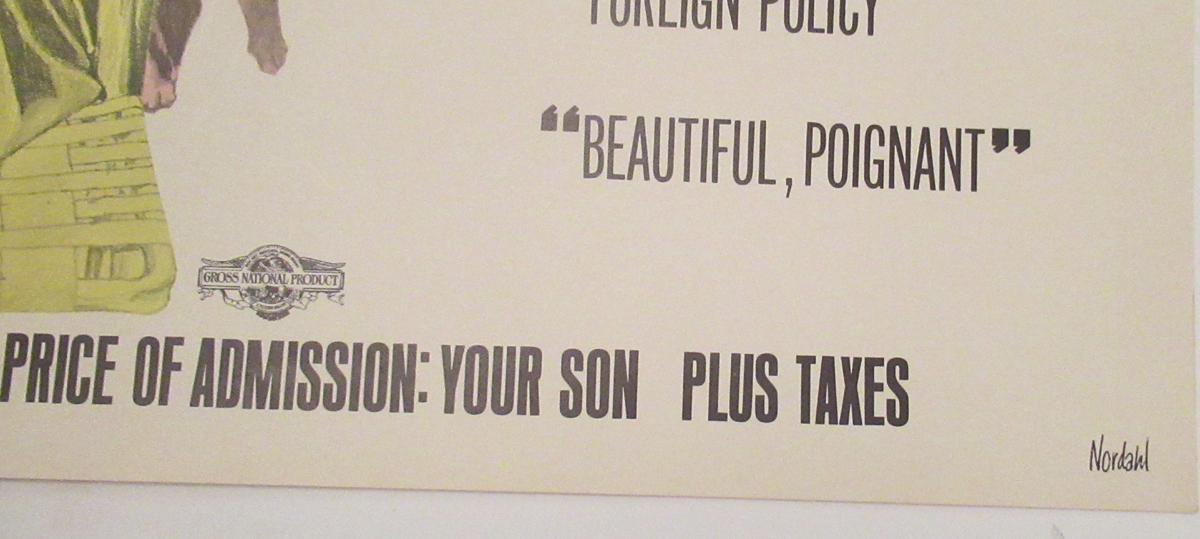 FOREIGN POLICY
“BEAUTIFUL, POIGNANT”
GROSS NATIONAL PRODUCT
PRICE OF ADMISSION: YOUR SON PLUS TAXES
Nordahl